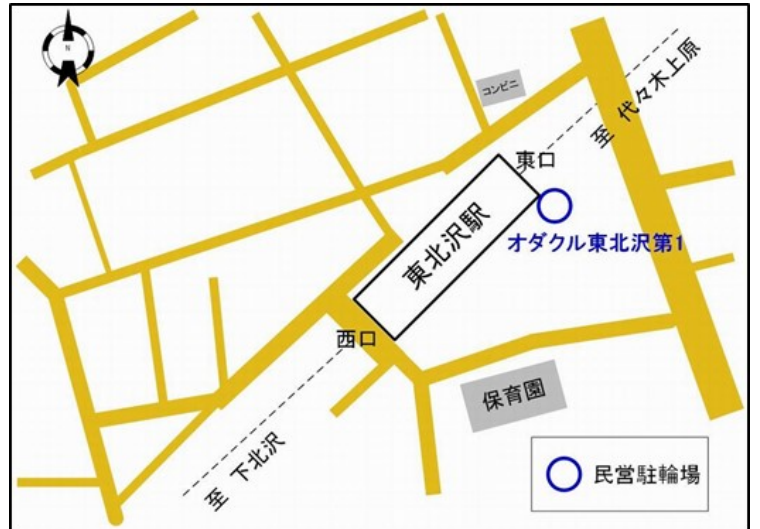 N
コンビニ
至 代々木上原
東口
オダクル東北沢第1
東北沢駅
西口
保育園
至 下北沢
民営駐輪場